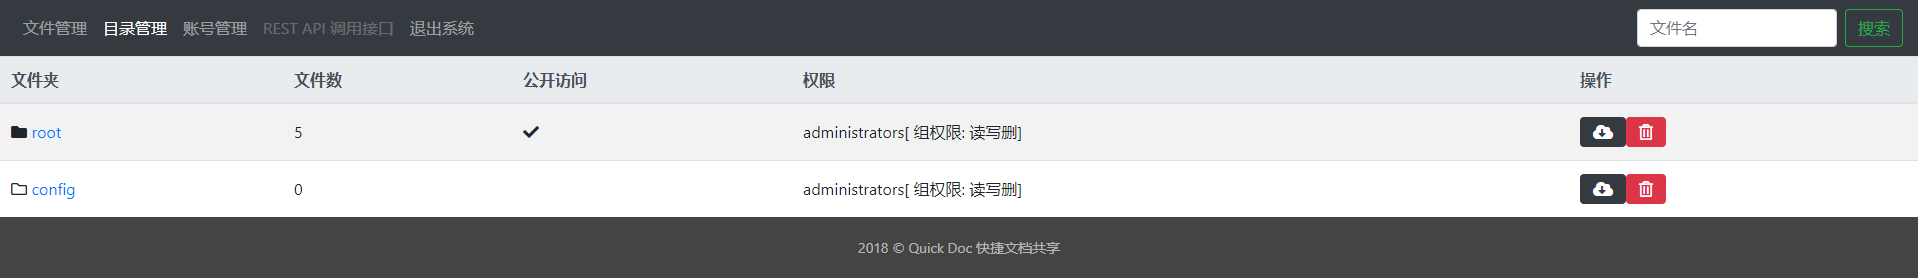 文件管理 目录管理 账号管理 REST API 调用接口 退出系统 文件名 搜索
文件夹 文件数 公开访问 权限 操作
root 5 administrators[ 组权限: 读写删]
config 0 administrators[ 组权限: 读写删]
2018 © Quick Doc 快捷文档共享